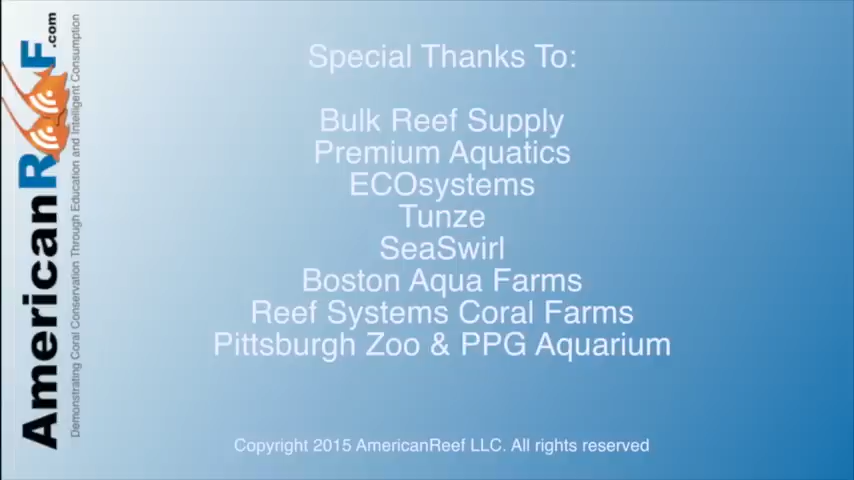 AmericanReef.com
Demonstrating Coral Conservation Through Education and Intelligent Consumption
Special Thanks To:
Bulk Reef Supply
Premium Aquatics
ECOsystems
Tunze
SeaSwirl
Boston Aqua Farms
Reef Systems Coral Farms
Pittsburgh Zoo & PPG Aquarium
Copyright 2015 AmericanReef LLC. All rights reserved